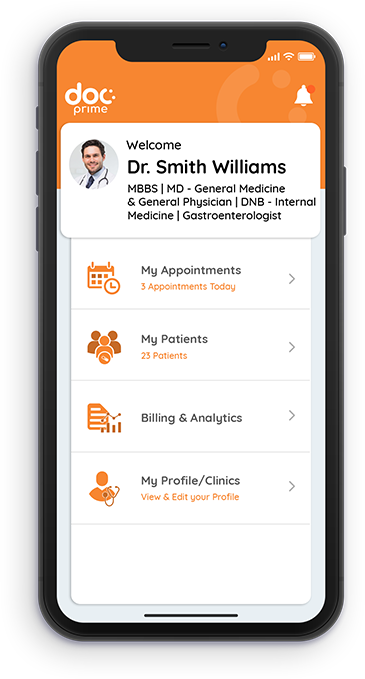 doc
prime
Welcome
Dr. Smith Williams
MBBS | MD - General Medicine
& General Physician | DNB - Internal
Medicine | Gastroenterologist
My Appointments
3 Appointments Today
My Patients
23 Patients
Billing & Analytics
My Profile/Clinics
View & Edit your Profile